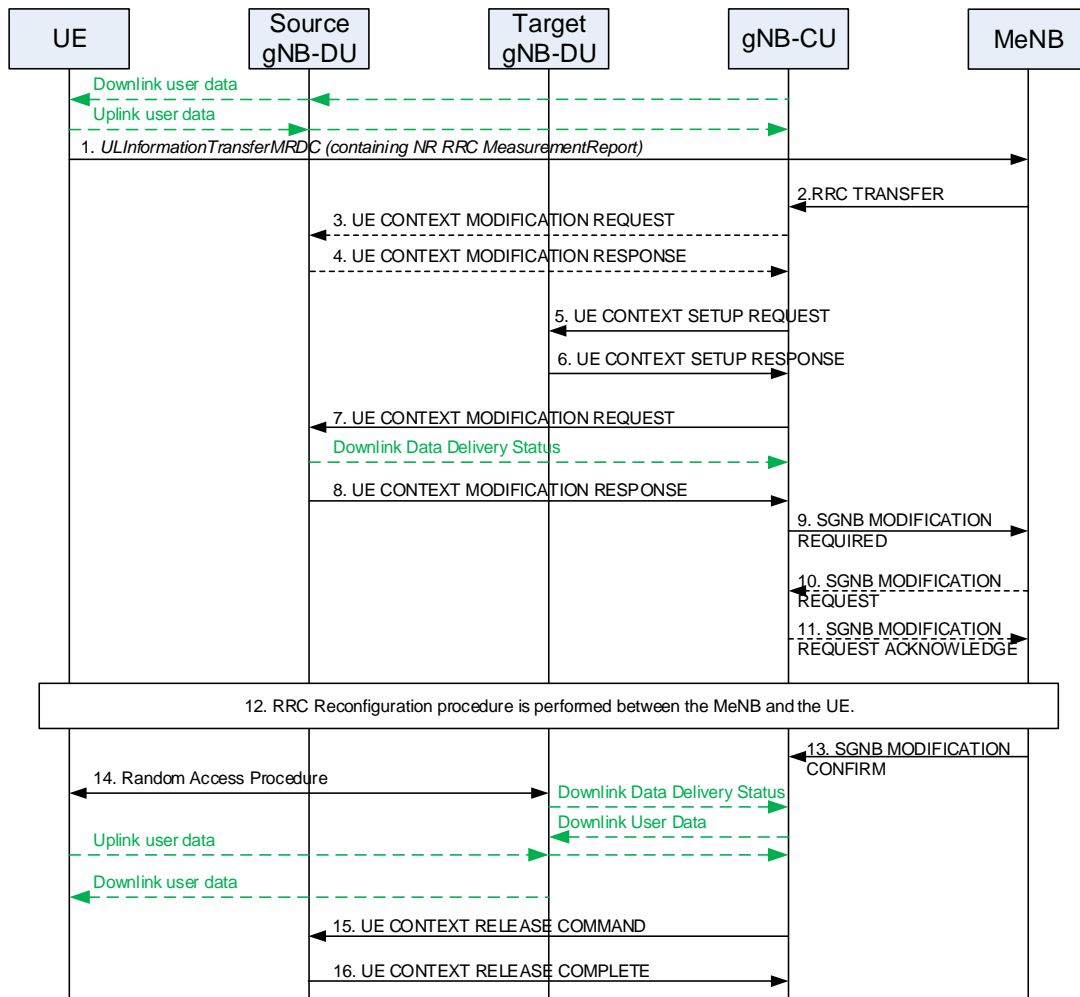 UE
Source
gNB-DU
Target
gNB-DU
gNB-CU
MeNB
Downlink user data
Uplink user data
1. ULInformationTransferMRDC (containing NR RRC MeasurementReport)
2.RRC TRANSFER
3. UE CONTEXT MODIFICATION REQUEST
4. UE CONTEXT MODIFICATION RESPONSE
5. UE CONTEXT SETUP REQUEST
6. UE CONTEXT SETUP RESPONSE
7. UE CONTEXT MODIFICATION REQUEST
Downlink Data Delivery Status
8. UE CONTEXT MODIFICATION RESPONSE
9. SGNB MODIFICATION
REQUIRED
10. SGNB MODIFICATION
REQUEST
11. SGNB MODIFICATION
REQUEST ACKNOWLEDGE
12. RRC Reconfiguration procedure is performed between the MeNB and the UE.
13. SGNB MODIFICATION
CONFIRM
14. Random Access Procedure
Downlink Data Delivery Status
Downlink User Data
Uplink user data
Downlink user data
15. UE CONTEXT RELEASE COMMAND
16. UE CONTEXT RELEASE COMPLETE